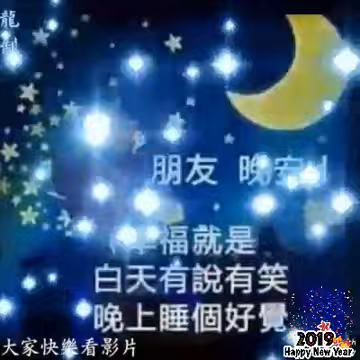 龍
朋友 晚安!
幸福就是
白天有說有笑
晚上睡個好覺
大家快樂看影片
2019
Happy New Year